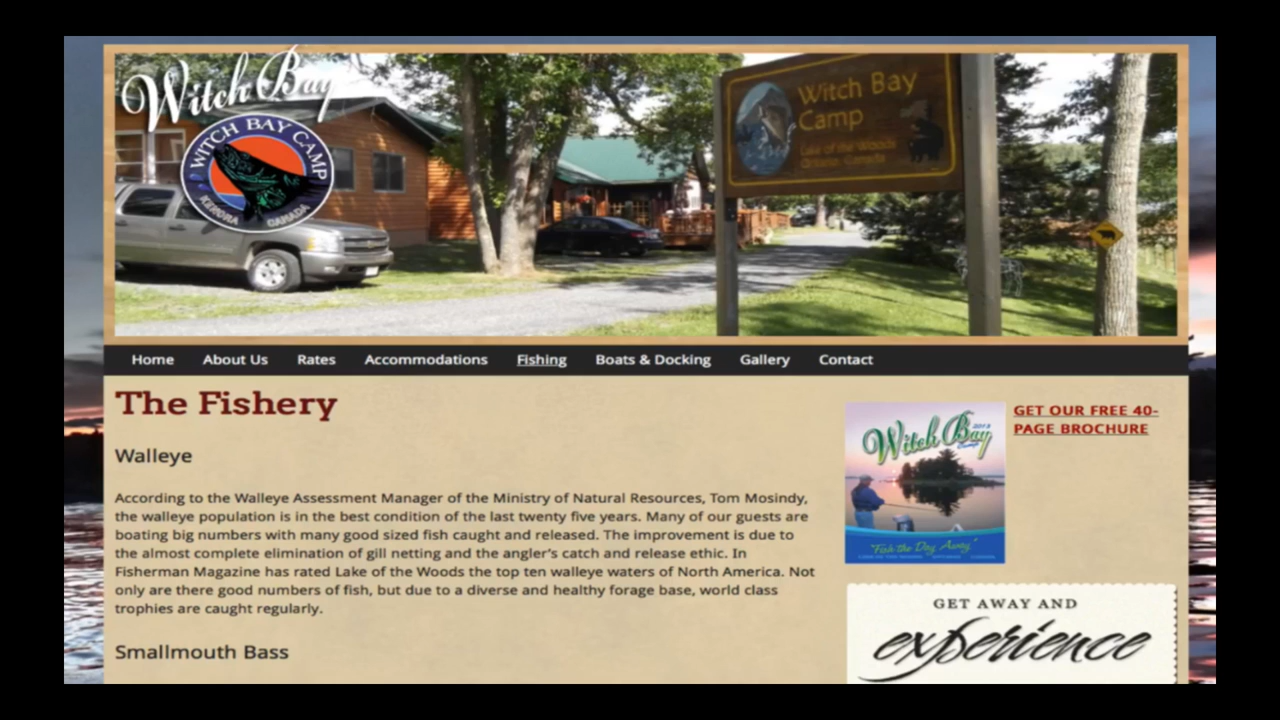 Witch Bay
WITCH BAY CAMP
KENORA CANADA
Witch Bay
Camp
Lake of the Woods
Ontario Canada
Home About Us Rates Accommodations Fishing Boats & Docking Gallery Contact
The Fishery
Walleye
According to the Walleye Assessment Manager of the Ministry of Natural Resources, Tom Mosindy,
the walleye population is in the best condition of the last twenty five years. Many of our guests are
boating big numbers with many good sized fish caught and released. The improvement is due to
the almost complete elimination of gill netting and the angler's catch and release ethic. In
Fisherman Magazine has rated Lake of the Woods the top ten walleye waters of North America. Not
only are there good numbers of fish, but due to a diverse and healthy forage base, world class
trophies are caught regularly.
Smallmouth Bass
Witch Bay
Camp
"Fish the Day Away"
GET OUR FREE 40-
PAGE BROCHURE
GET AWAY AND
experience